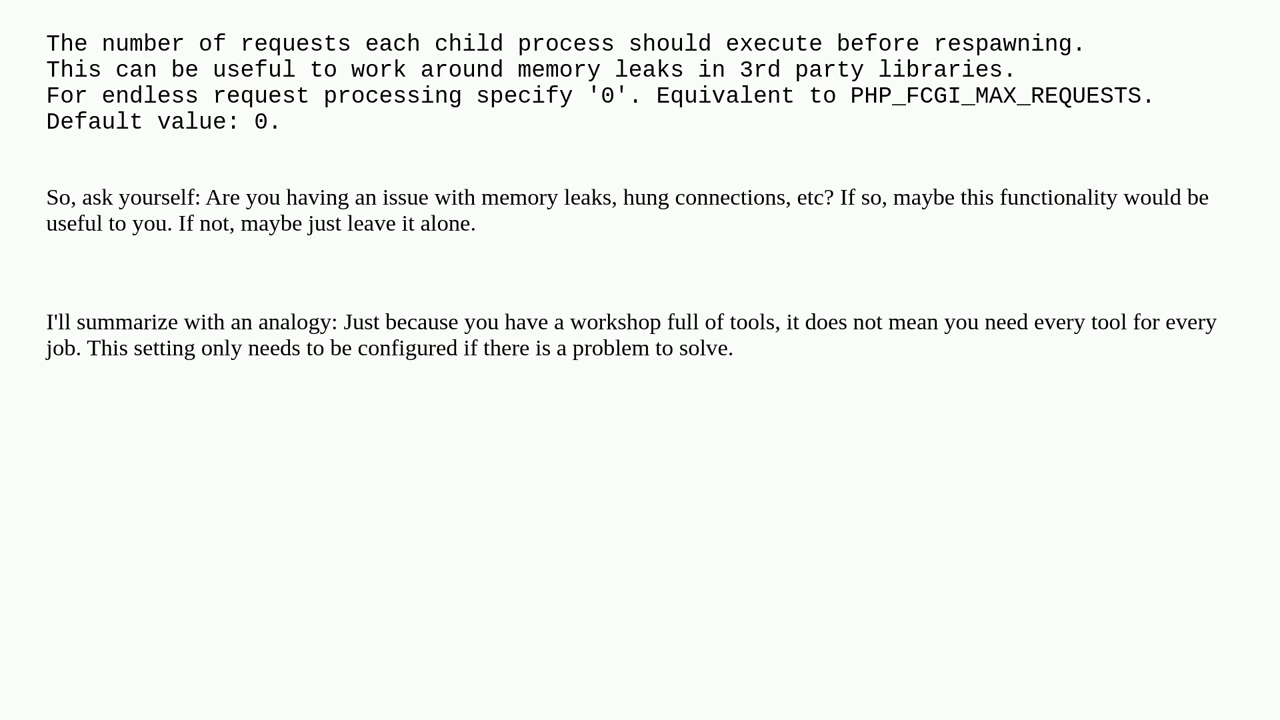 The number of requests each child process should execute before respawning.
This can be useful to work around memory leaks in 3rd party libraries.
For endless request processing specify '0'. Equivalent to PHP_FCGI_MAX_REQUESTS.
Default value: 0.
So, ask yourself: Are you having an issue with memory leaks, hung connections, etc? If so, maybe this functionality would be
useful to you. If not, maybe just leave it alone.
I'll summarize with an analogy: Just because you have a workshop full of tools, it does not mean you need every tool for every
job. This setting only needs to be configured if there is a problem to solve.